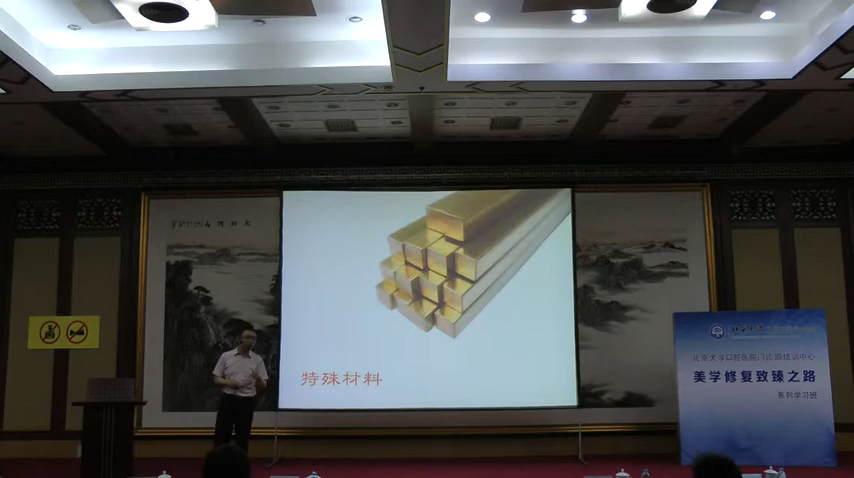 特殊材料
北京大学口腔医院门诊部培训中心
美学修复致臻之路
系列学习班